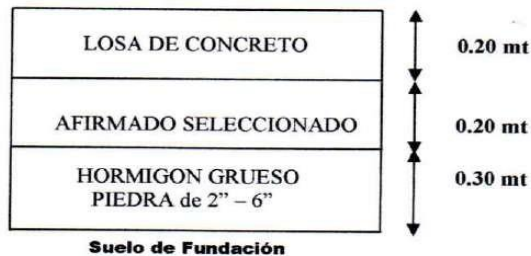 LOSA DE CONCRETO
0.20 mt
AFIRMADO SELECCIONADO
0.20 mt
HORMIGON GRUESO
PIEDRA de 2” – 6”
0.30 mt
Suelo de Fundación